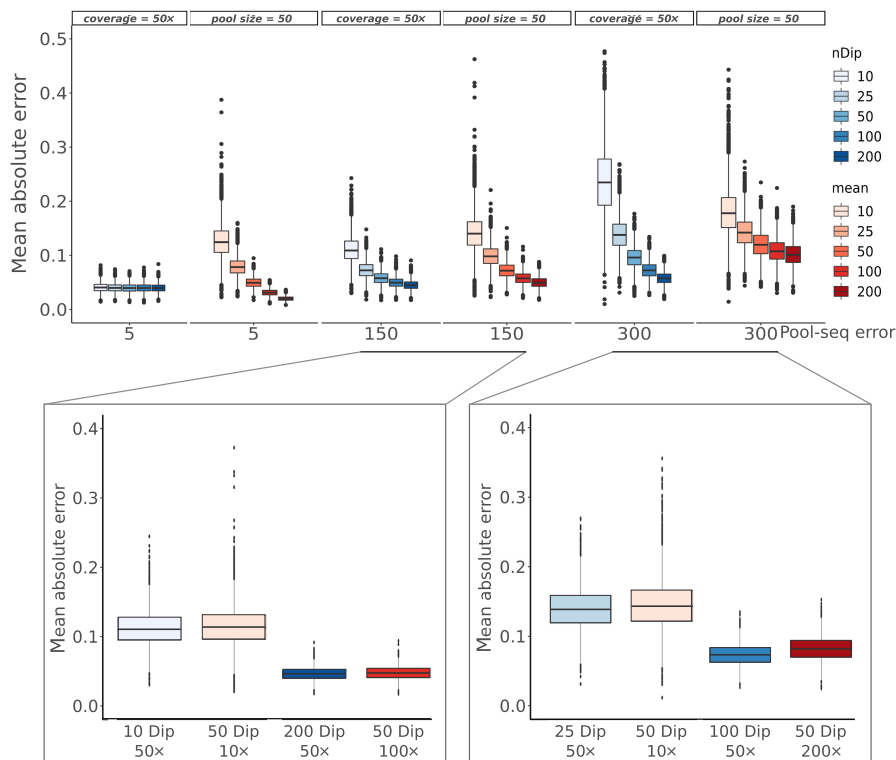 coverage = 50×
pool size = 50
coverage = 50×
pool size = 50
coverage = 50×
pool size = 50
Mean absolute error
0.5
0.4
0.3
0.2
0.1
0.0
5
5
150
150
300
300
Pool-seq error
nDip
10
25
50
100
200
mean
10
25
50
100
200
Mean absolute error
0.4
0.3
0.2
0.1
0.0
10 Dip
50×
50 Dip
10×
200 Dip
50×
50 Dip
100×
Mean absolute error
0.4
0.3
0.2
0.1
0.0
25 Dip
50×
50 Dip
10×
100 Dip
50×
50 Dip
200×